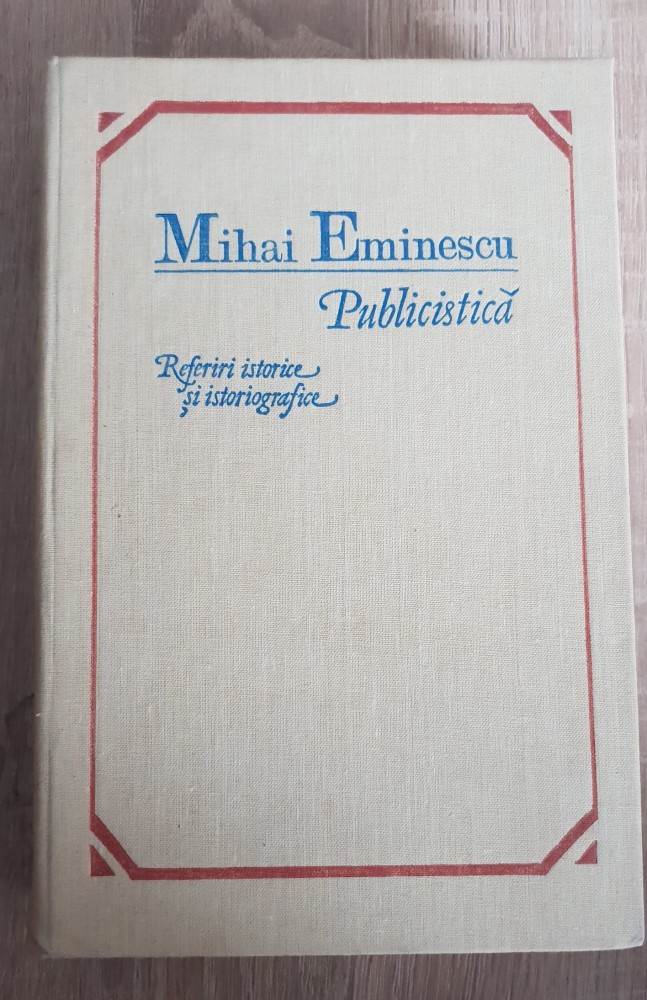 Mihai Eminescu
Publicistică
Referiri istorice
și istoriografice